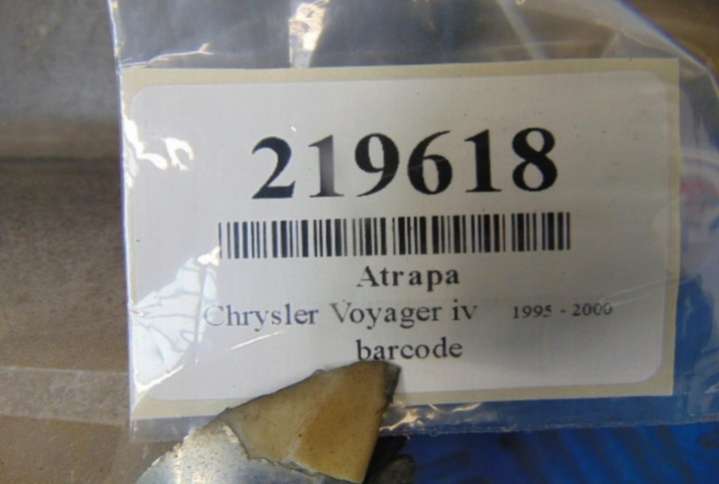 219618
Atrapa
Chrysler Voyager iv 1995 - 2000
barcode